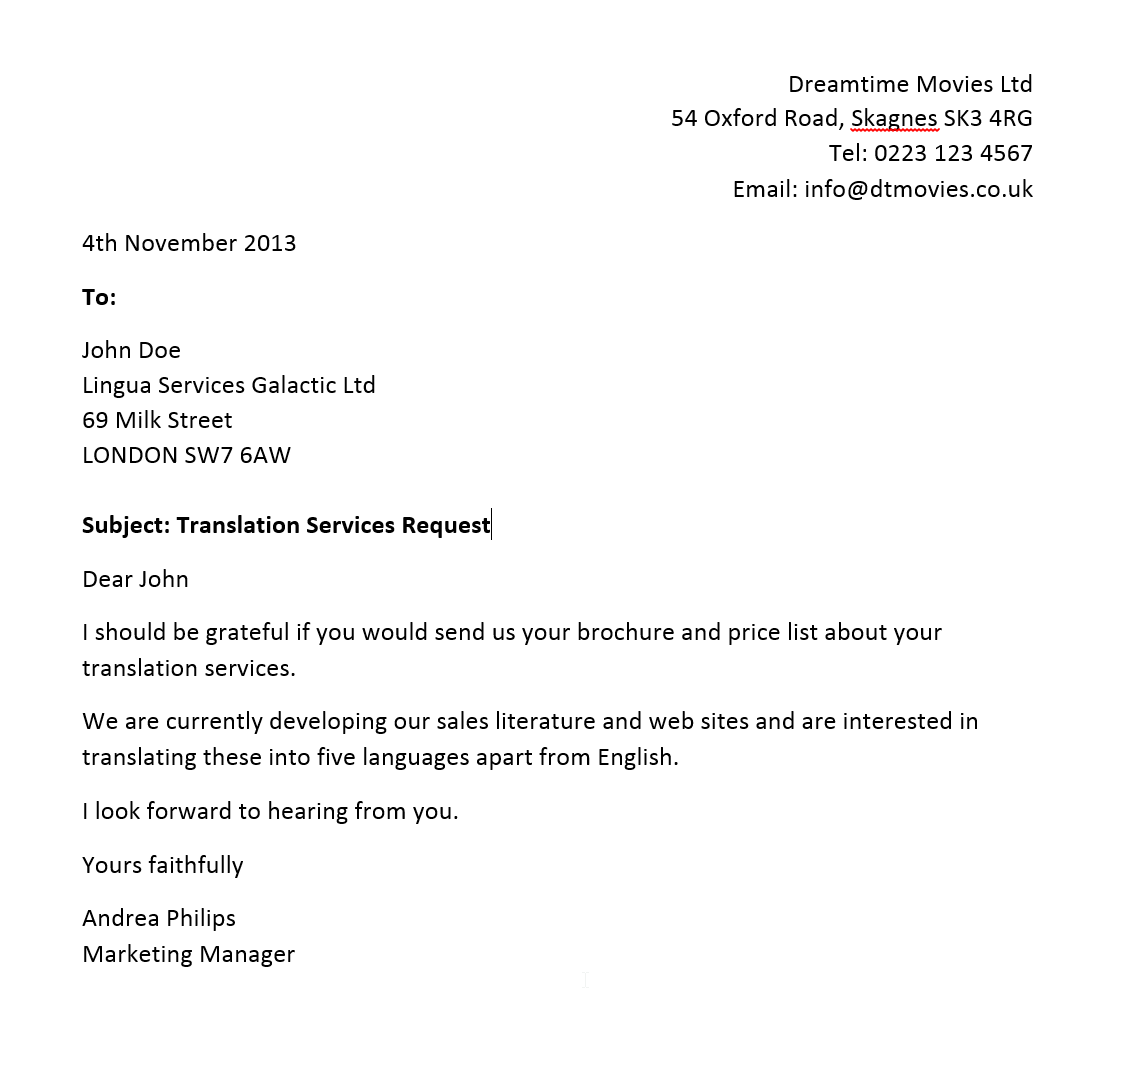 Dreamtime Movies Ltd
54 Oxford Road, Skagnes SK3 4RG
Tel: 0223 123 4567
Email: info@dtmovies.co.uk
4th November 2013
To:
John Doe
Lingua Services Galactic Ltd
69 Milk Street
LONDON SW7 6AW
Subject: Translation Services Request
Dear John
I should be grateful if you would send us your brochure and price list about your
translation services.
We are currently developing our sales literature and web sites and are interested in
translating these into five languages apart from English.
I look forward to hearing from you.
Yours faithfully
Andrea Philips
Marketing Manager